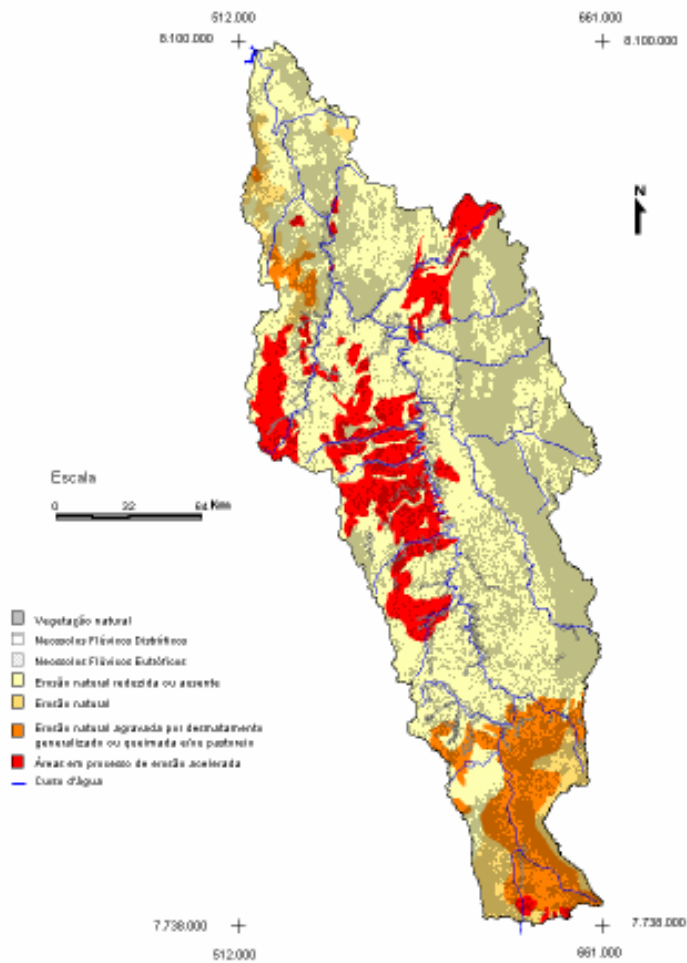 512.000 661.000
8.100.000 8.100.000
N
Escala
0 32 64 Km
Vegetação natural
Neossolos Flúvicos Distróficos
Neossolos Flúvicos Eutróficos
Erosão natural reduzida ou ausente
Erosão natural
Erosão natural agravada por desmatamento
generalizado ou queimada e/ou pastoreio
Áreas em processo de erosão acelerada
Curso d'água
7.738.000 7.738.000
512.000 661.000